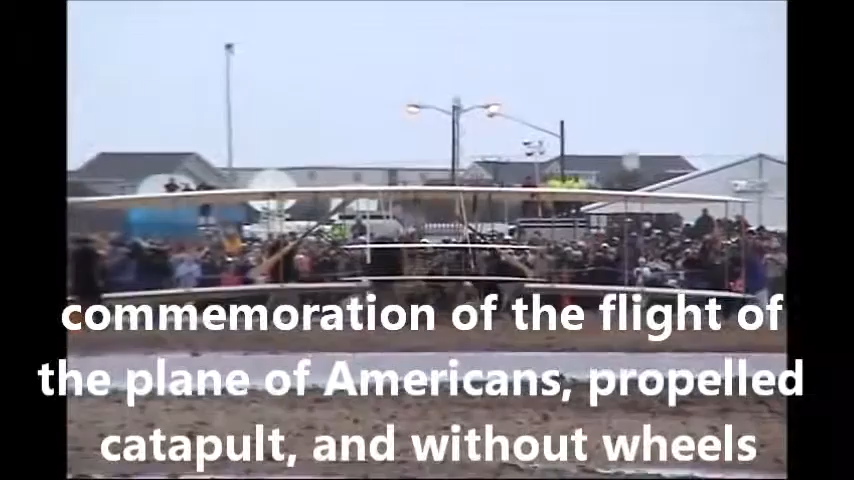 commemoration of the flight of
the plane of Americans, propelled
catapult, and without wheels